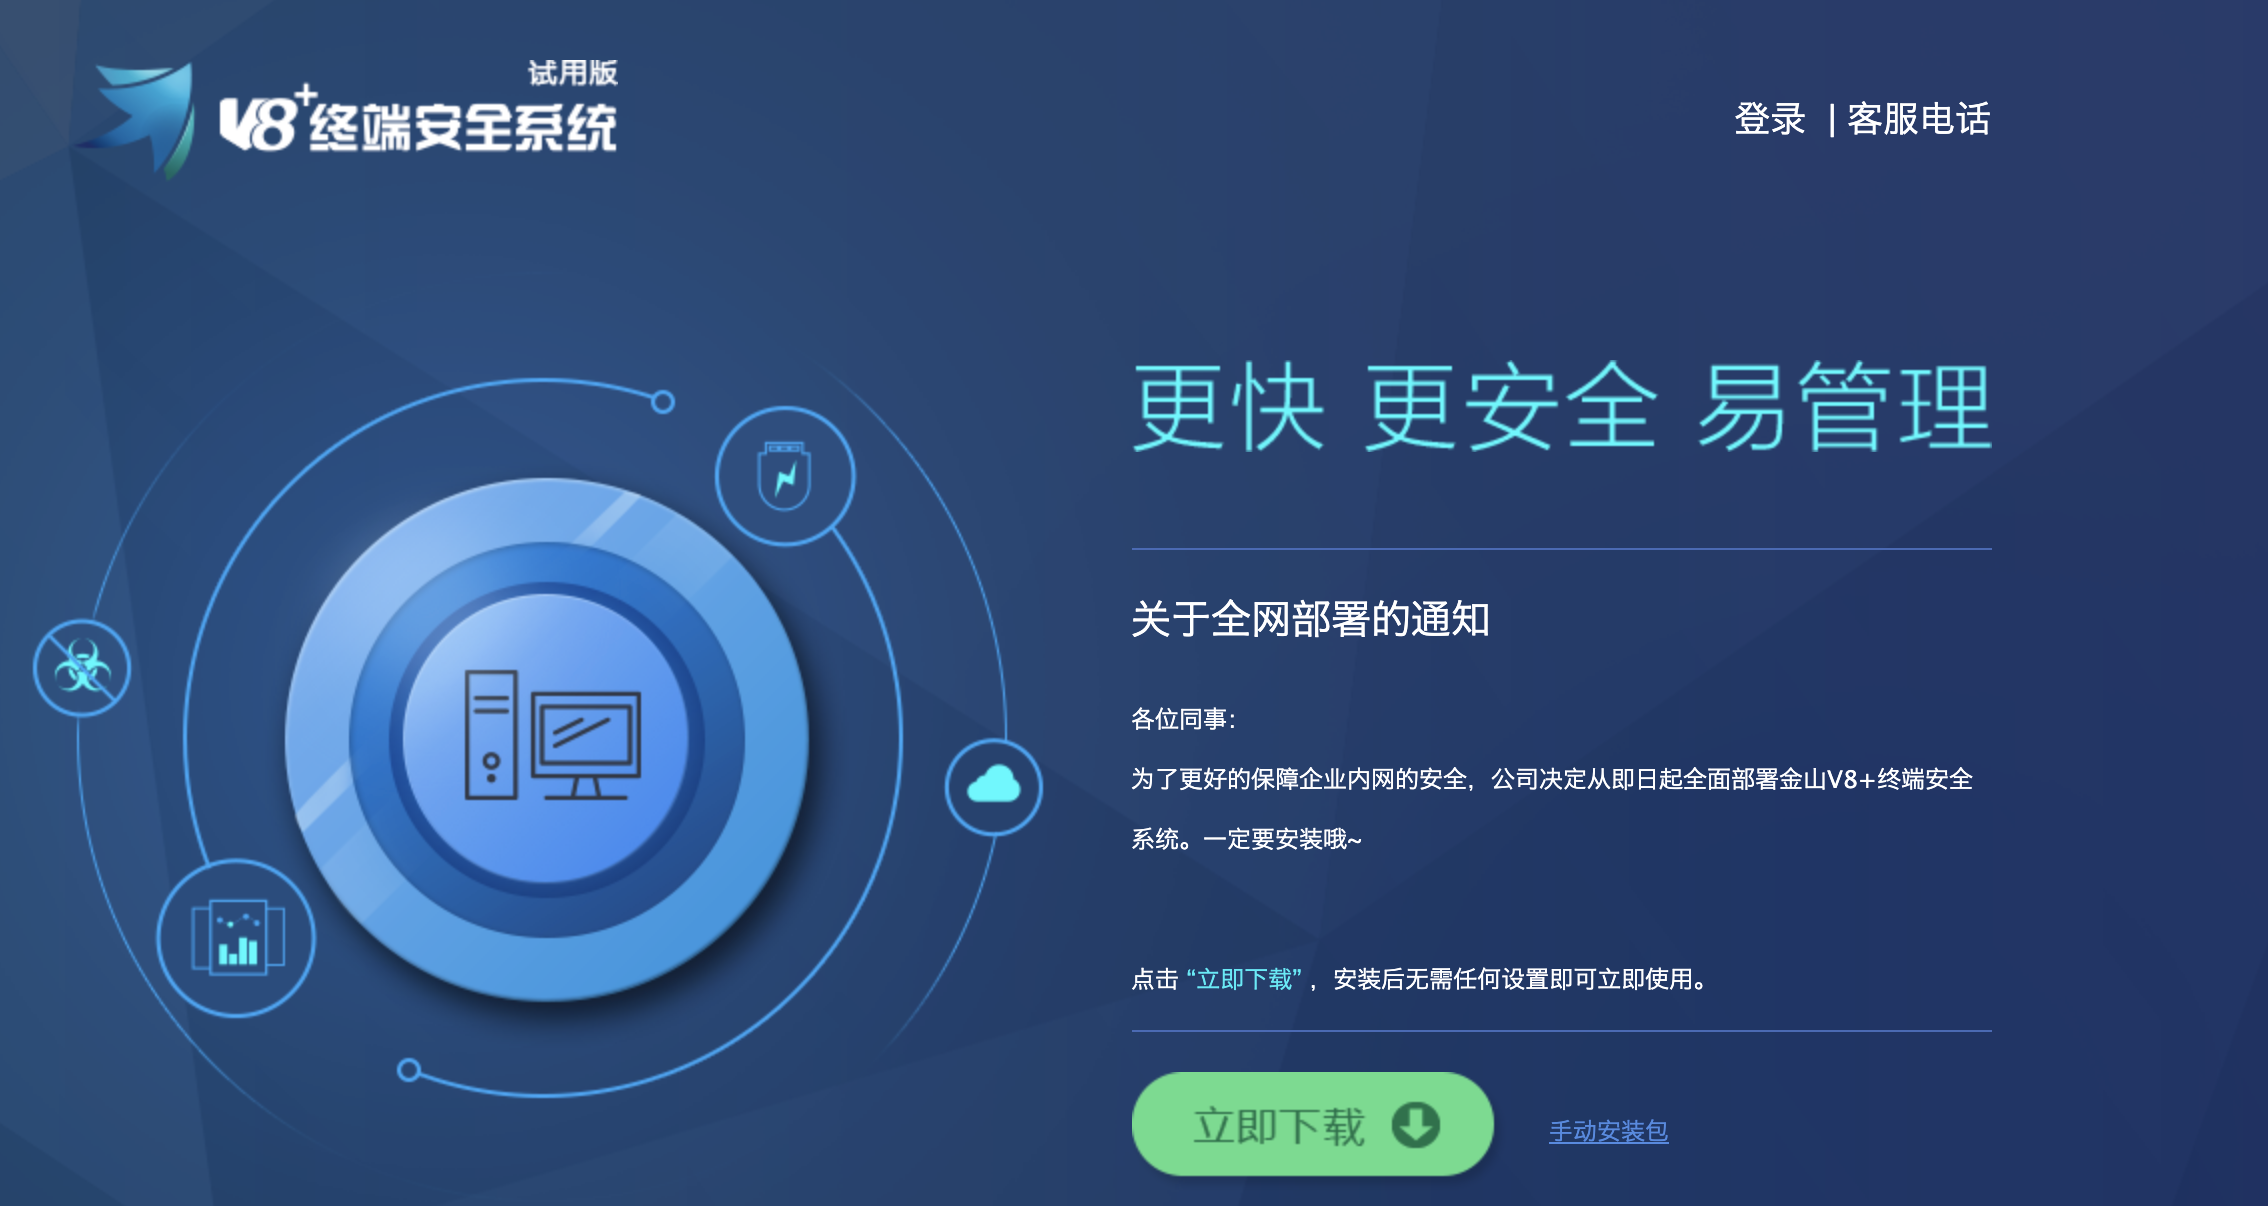 试用版
V8+终端安全系统
登录 | 客服电话
更快 更安全 易管理
关于全网部署的通知
各位同事:
为了更好的保障企业内网的安全，公司决定从即日起全面部署金山V8+终端安全
系统。一定要安装哦~
点击 “立即下载” ，安装后无需任何设置即可立即使用。
立即下载
手动安装包